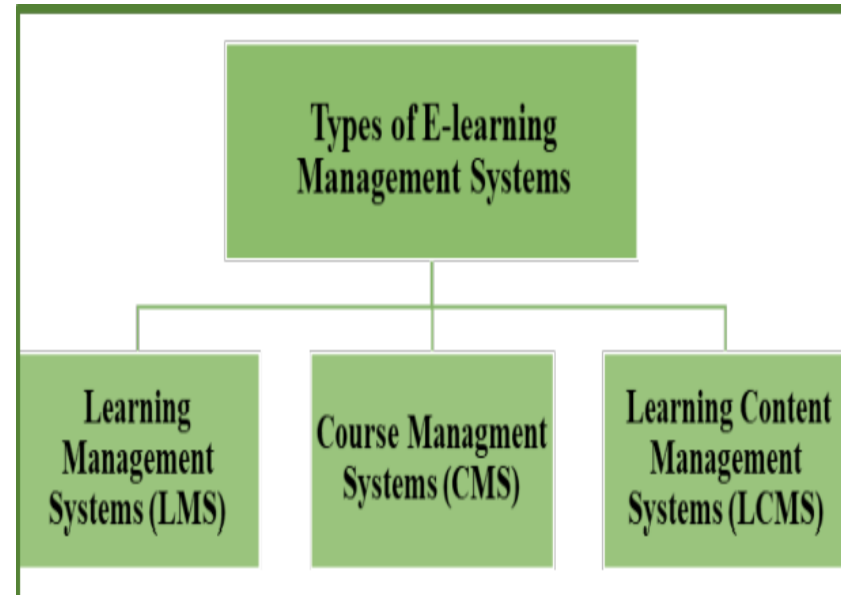 Types of E-learning
Management Systems
Learning
Management
Systems (LMS)
Course Managment
Systems (CMS)
Learning Content
Management
Systems (LCMS)